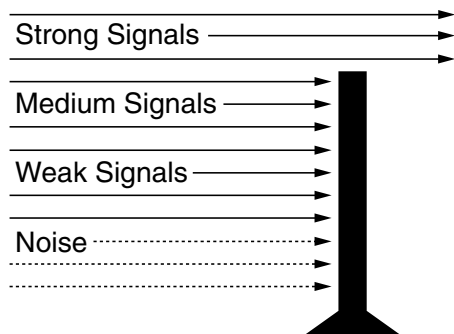 Strong Signals
Medium Signals
Weak Signals
Noise